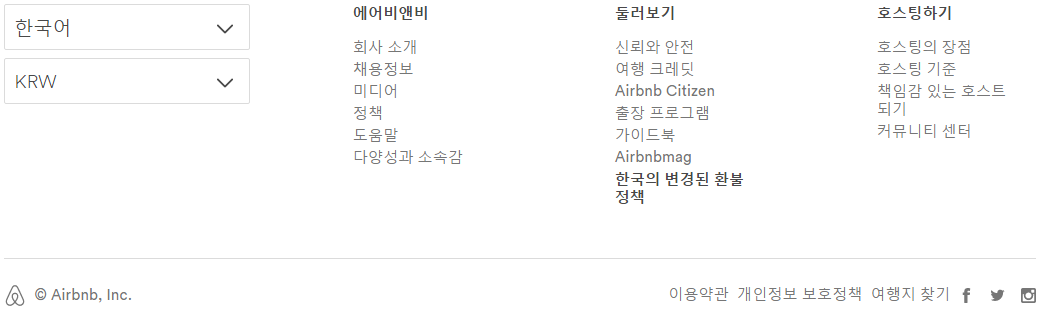 한국어
KRW
에어비앤비
회사 소개
채용정보
미디어
정책
도움말
다양성과 소속감
둘러보기
신뢰와 안전
여행 크레딧
Airbnb Citizen
출장 프로그램
가이드북
Airbnbmag
한국의 변경된 환불
정책
호스팅하기
호스팅의 장점
호스팅 기준
책임감 있는 호스트
되기
커뮤니티 센터
© Airbnb, Inc.
이용약관 개인정보 보호정책 여행지 찾기